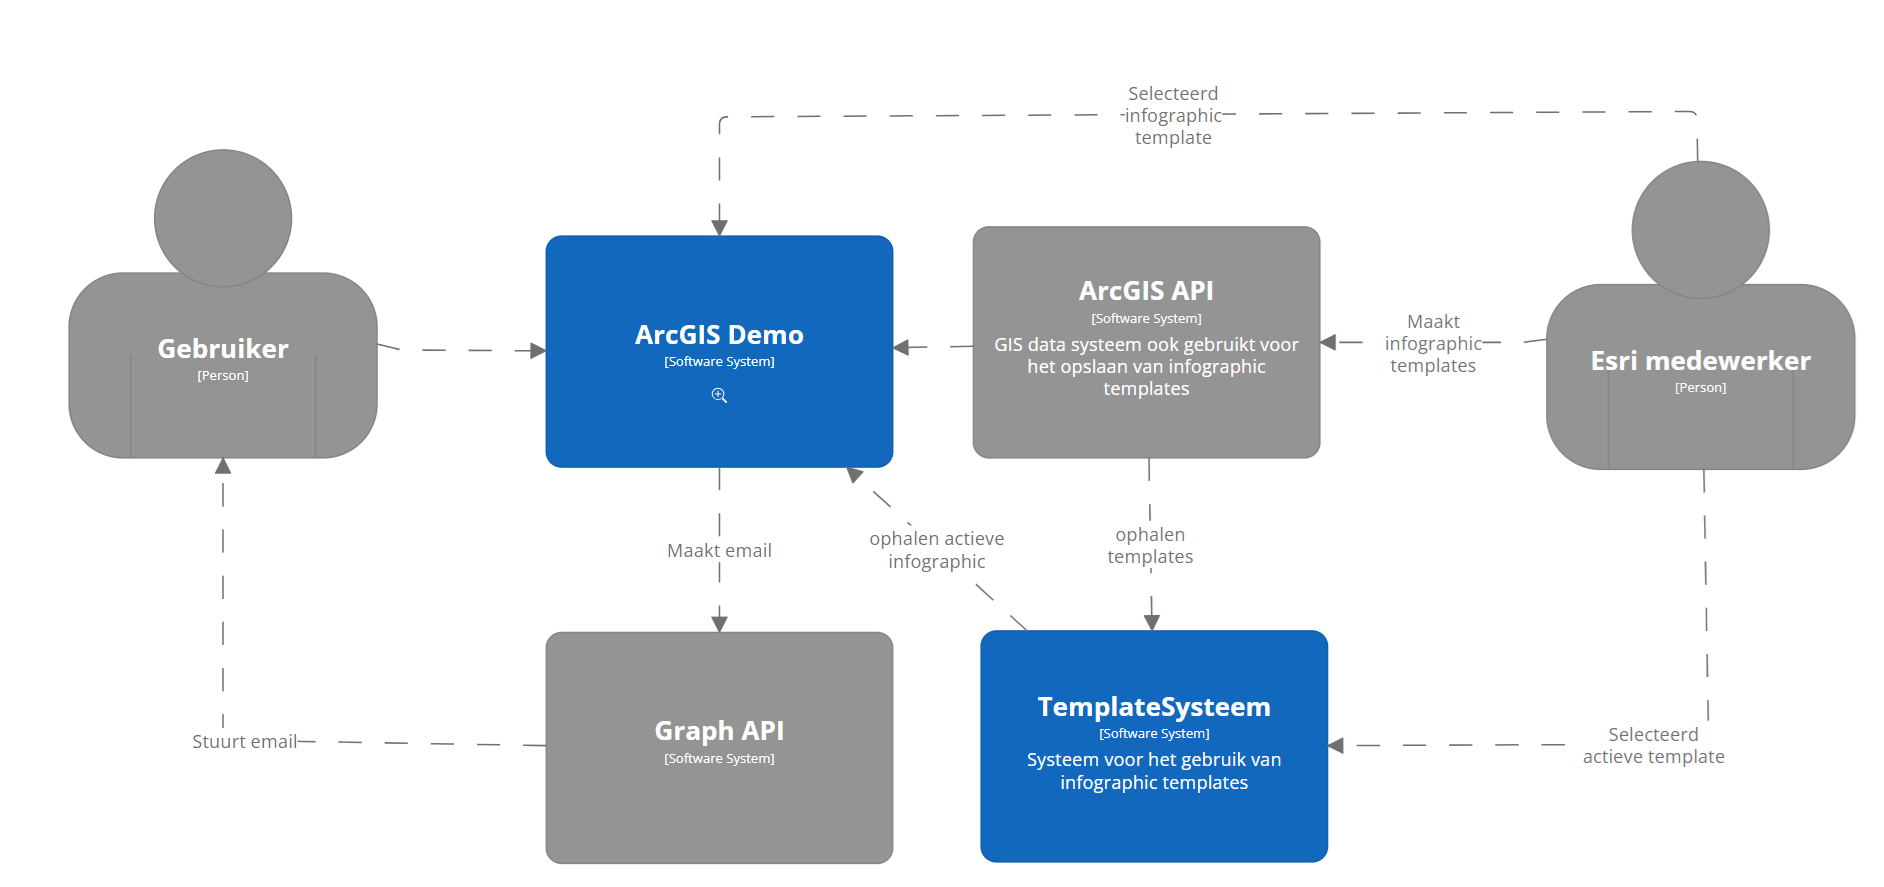 Selecteerd
infographic
template
Gebruiker
[Person]
ArcGIS Demo
[Software System]
ArcGIS API
[Software System]
GIS data systeem ook gebruikt voor
het opslaan van infographic
templates
Maakt
infographic
templates
Esri medewerker
[Person]
Maakt email
ophalen actieve
infographic
ophalen
templates
Stuurt email
Graph API
[Software System]
TemplateSysteem
[Software System]
Systeem voor het gebruik van
infographic templates
Selecteerd
actieve template